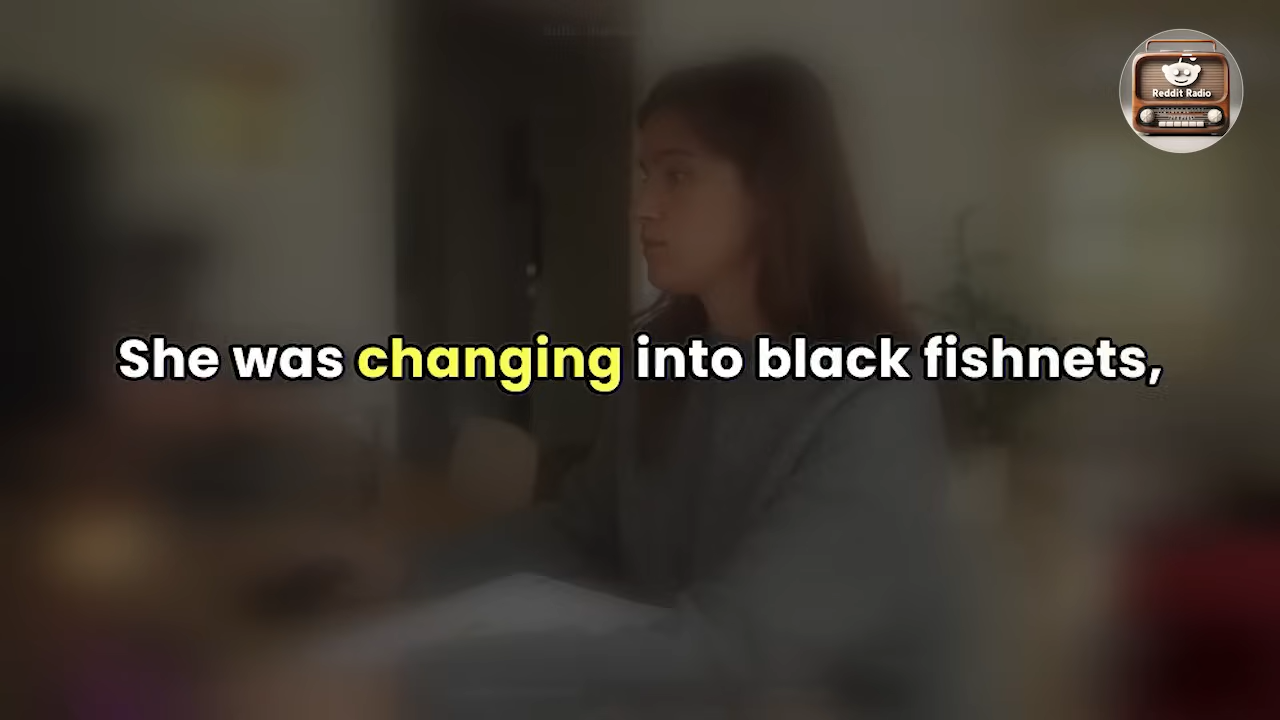 Reddit Radio
She was changing into black fishnets,